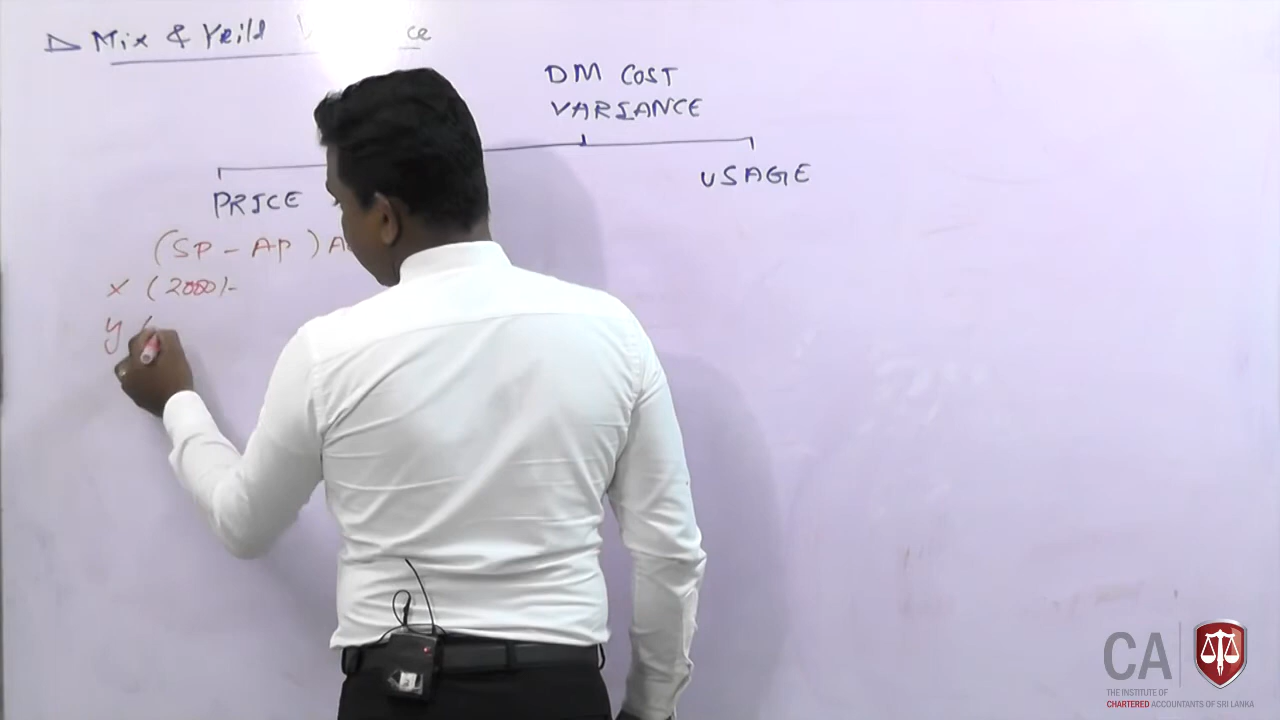 Mix & Yeild
DM COST
VARIANCE
PRICE
USAGE
(SP - AP)
x (2000/-
y (
CA
THE INSTITUTE OF
CHARTERED ACCOUNTANTS OF SRI LANKA